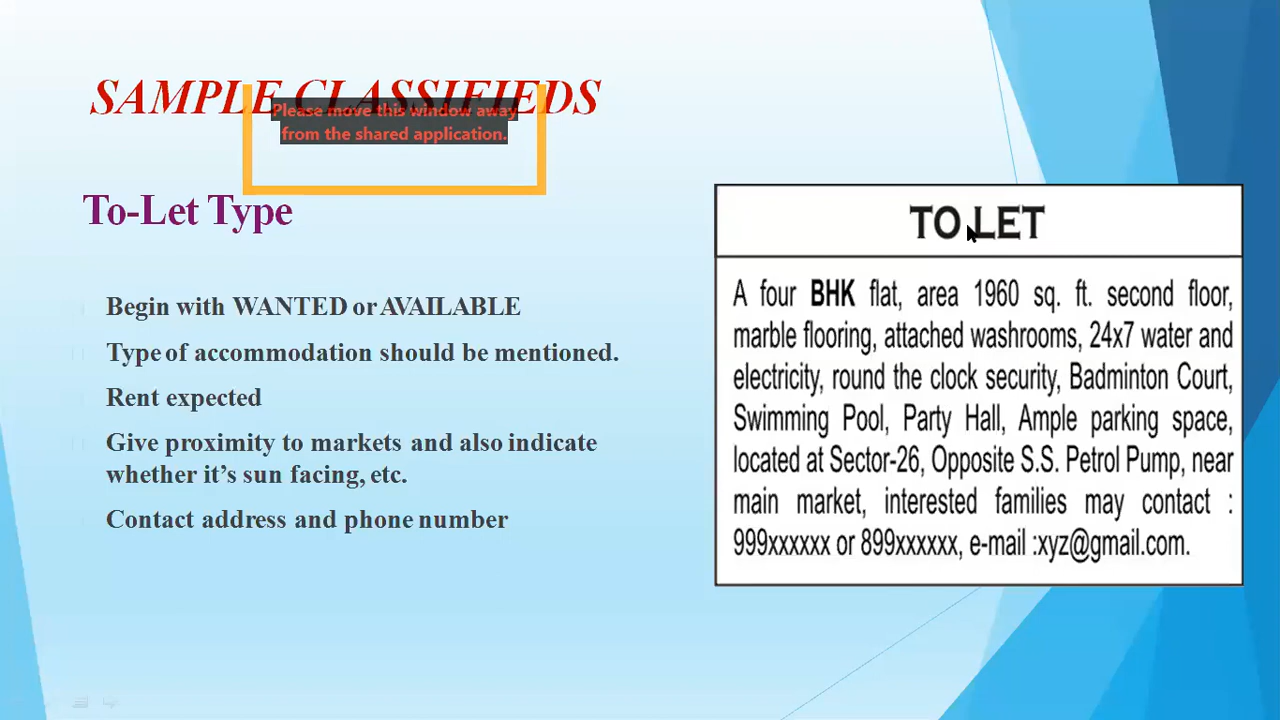 SAMPLE CLASSIFIEDS
Please move this window away
from the shared application.
To-Let Type
Begin with WANTED or AVAILABLE
Type of accommodation should be mentioned.
Rent expected
Give proximity to markets and also indicate
whether it's sun facing, etc.
Contact address and phone number
TO LET
A four BHK flat, area 1960 sq. ft. second floor,
marble flooring, attached washrooms, 24x7 water and
electricity, round the clock security, Badminton Court,
Swimming Pool, Party Hall, Ample parking space,
located at Sector-26, Opposite S.S. Petrol Pump, near
main market, interested families may contact :
999xxxxxx or 899xxxxxx, e-mail :xyz@gmail.com.